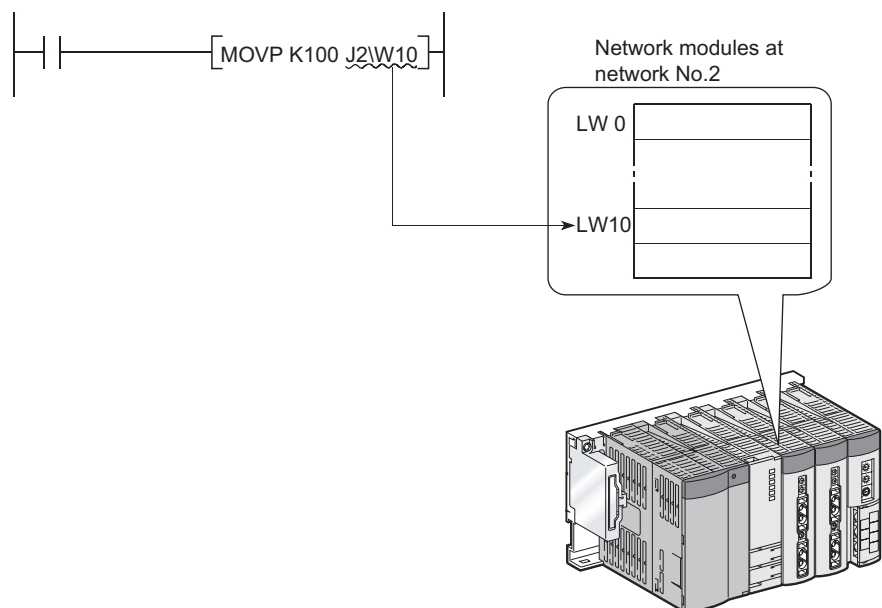 MOVP K100 J2\W10
Network modules at
network No.2
LW 0
LW10